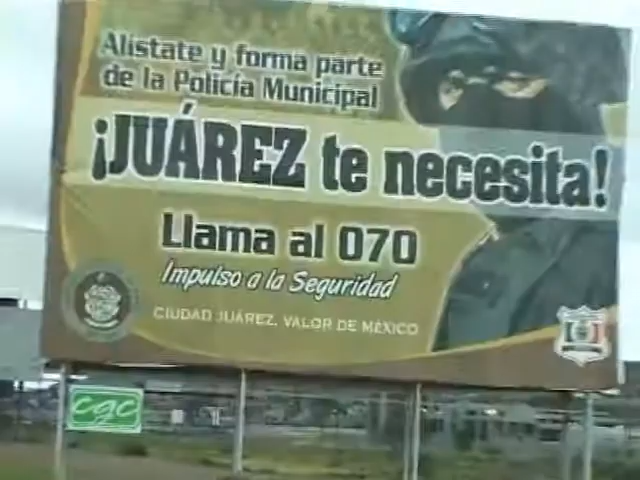 Alístate y forma parte
de la Policía Municipal
¡JUÁREZ te necesita!
Llama al 070
Impulso a la Seguridad
CIUDAD JUÁREZ, VALOR DE MÉXICO
cgc